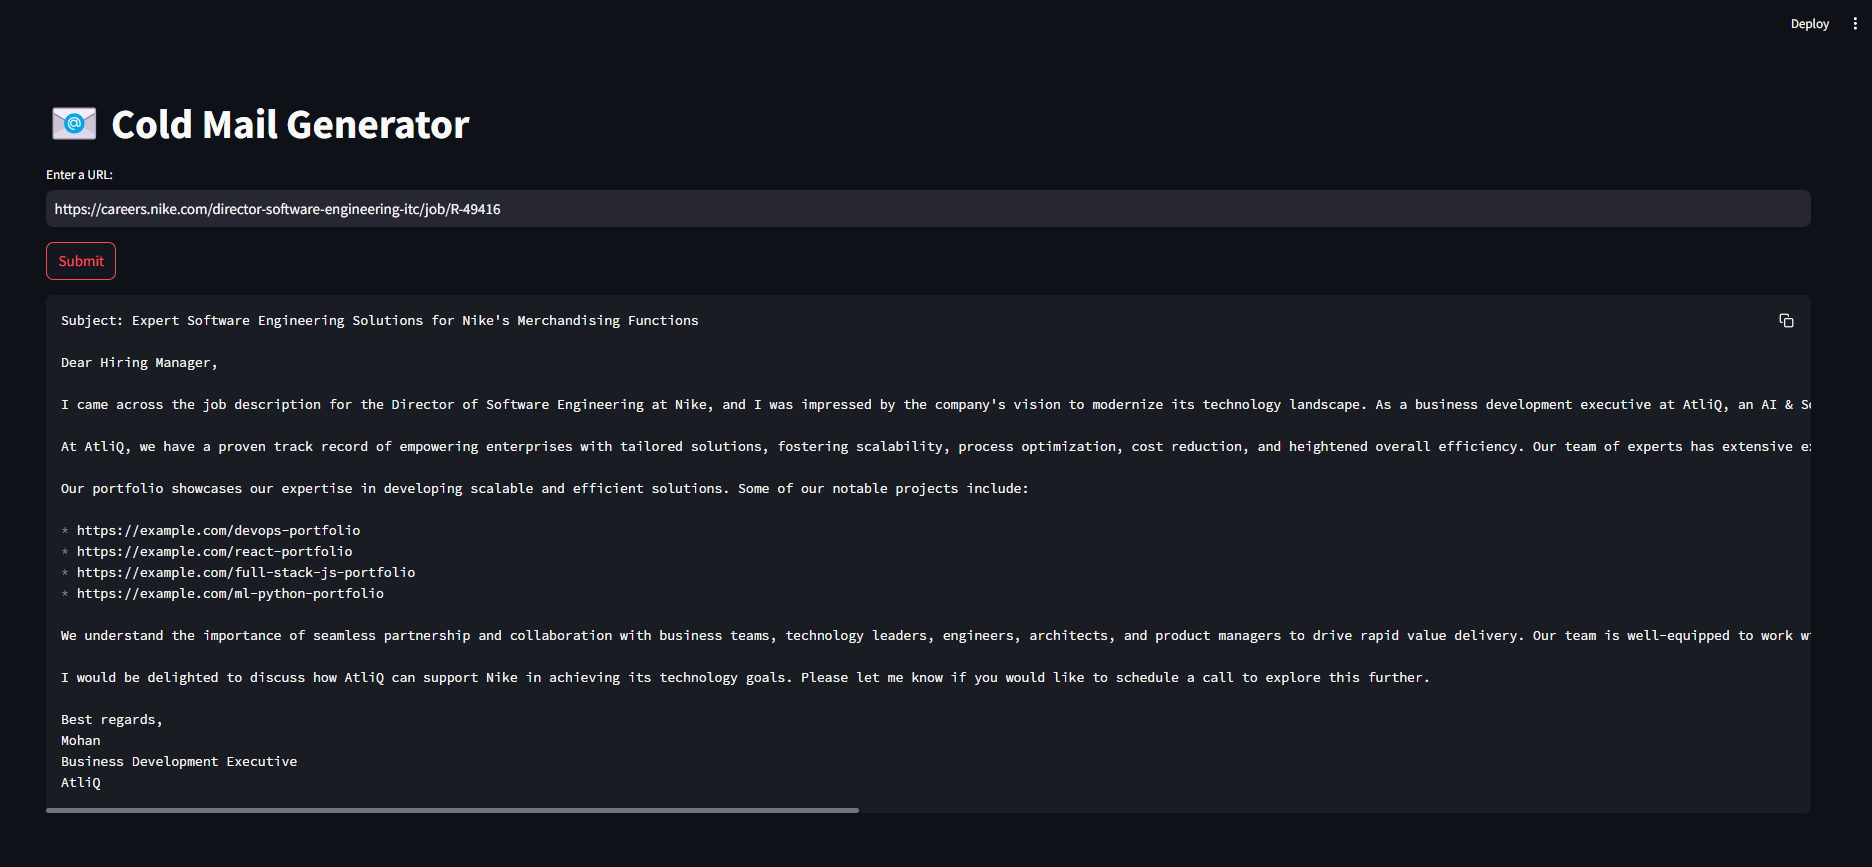 Deploy
Cold Mail Generator
Enter a URL:
https://careers.nike.com/director-software-engineering-itc/job/R-49416
Submit
Subject: Expert Software Engineering Solutions for Nike's Merchandising Functions
Dear Hiring Manager,
I came across the job description for the Director of Software Engineering at Nike, and I was impressed by the company's vision to modernize its technology landscape. As a business development executive at AtliQ, an AI &
At AtliQ, we have a proven track record of empowering enterprises with tailored solutions, fostering scalability, process optimization, cost reduction, and heightened overall efficiency. Our team of experts has extensive
Our portfolio showcases our expertise in developing scalable and efficient solutions. Some of our notable projects include:
* https://example.com/devops-portfolio
* https://example.com/react-portfolio
* https://example.com/full-stack-js-portfolio
* https://example.com/ml-python-portfolio
We understand the importance of seamless partnership and collaboration with business teams, technology leaders, engineers, architects, and product managers to drive rapid value delivery. Our team is well-equipped to work
I would be delighted to discuss how AtliQ can support Nike in achieving its technology goals. Please let me know if you would like to schedule a call to explore this further.
Best regards,
Mohan
Business Development Executive
AtliQ